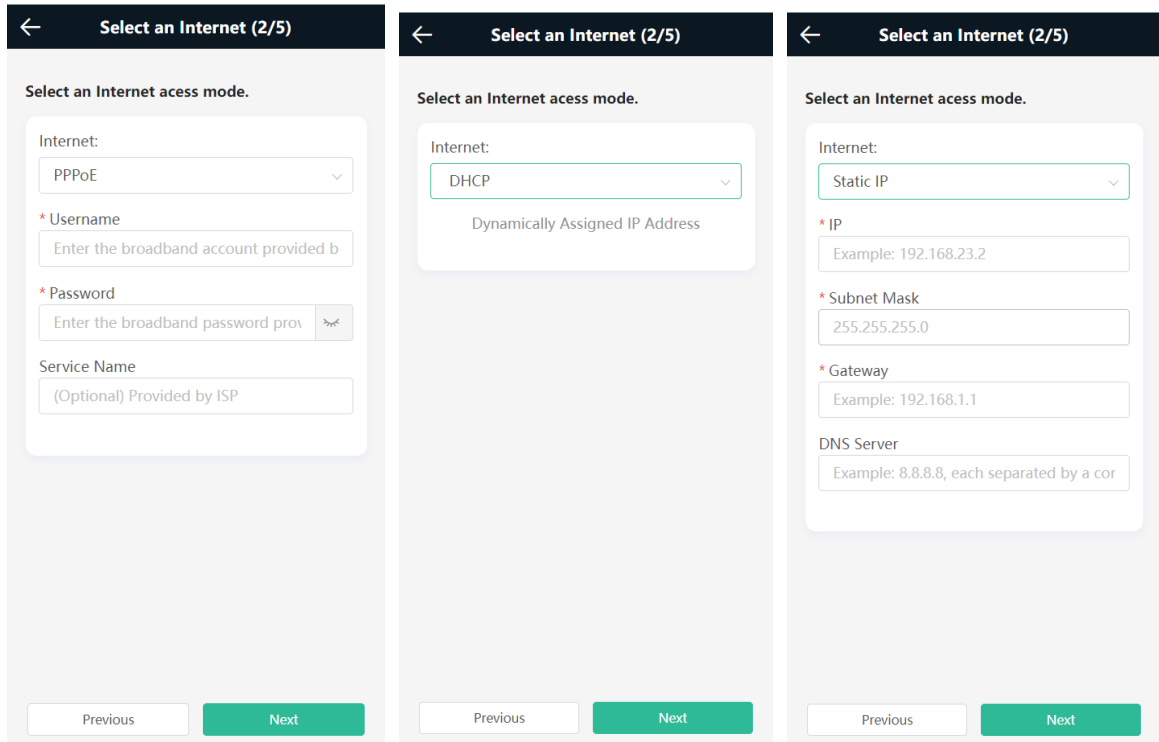 Select an Internet (2/5)
Select an Internet acess mode.
Internet:
PPPoE
* Username
Enter the broadband account provided b
* Password
Enter the broadband password prov
Service Name
(Optional) Provided by ISP
Previous
Next
Select an Internet (2/5)
Select an Internet acess mode.
Internet:
DHCP
Dynamically Assigned IP Address
Previous
Next
Select an Internet (2/5)
Select an Internet acess mode.
Internet:
Static IP
* IP
Example: 192.168.23.2
* Subnet Mask
255.255.255.0
* Gateway
Example: 192.168.1.1
DNS Server
Example: 8.8.8.8, each separated by a cor
Previous
Next